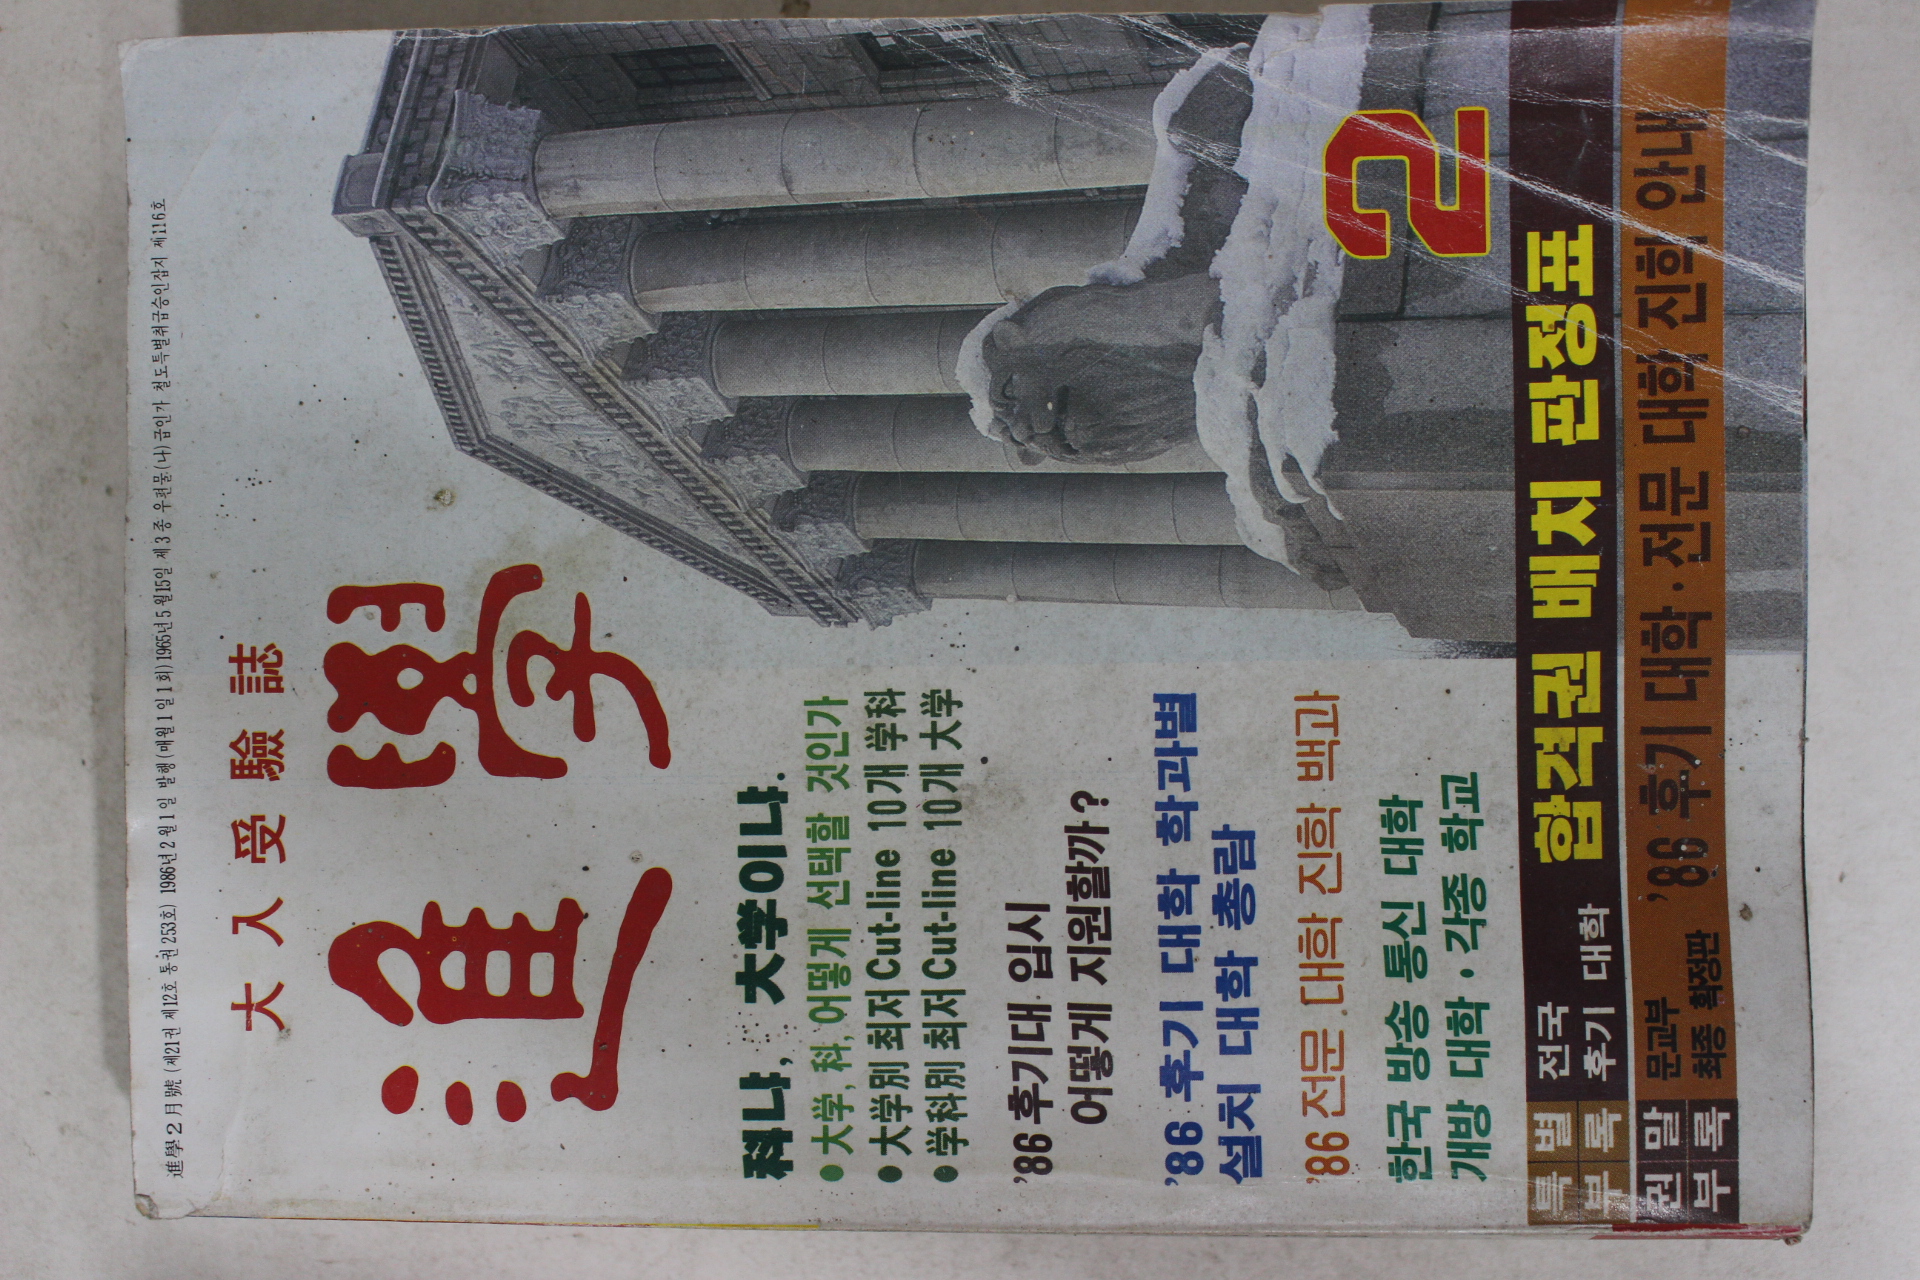 進學 2 月號 (제21권 제12호 통권 253호) 1986년 2월 1일 발행 (매월 1일 1회) 1965년 5월15일 제3종 우편물(나)급인가 철도특별취급승인잡지 제116호
大入受驗誌
進學
2
科냐, 大学이냐.
● 大学, 科, 어떻게 선택할 것인가
● 大学別 최저 Cut-line 10개 学科
● 学科別 최저 Cut-line 10개 大学
'86 후기대 입시
어떻게 지원할까?
'86 후기 대학 학과별
설치 대학 총람
'86 전문 대학 진학 백과
한국 방송 통신 대학
개방 대학·각종 학교
특별부록
전국
후기 대학
합격권 배치 판정표
권말부록
문교부
최종 확정판
'86 후기 대학·전문 대학 진학 안내